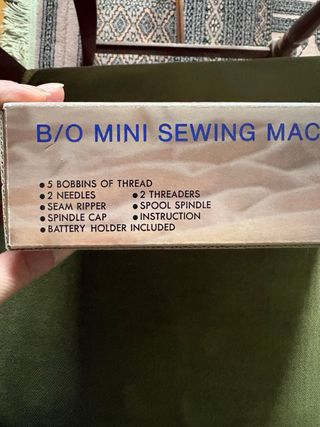 B/O MINI SEWING MAC
• 5 BOBBINS OF THREAD
• 2 NEEDLES • 2 THREADERS
• SEAM RIPPER • SPOOL SPINDLE
• SPINDLE CAP • INSTRUCTION
• BATTERY HOLDER INCLUDED